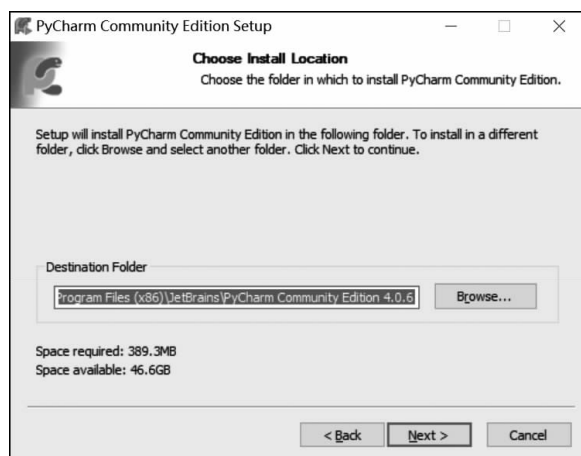 PyCharm Community Edition Setup
Choose Install Location
Choose the folder in which to install PyCharm Community Edition.
Setup will install PyCharm Community Edition in the following folder. To install in a different
folder, click Browse and select another folder. Click Next to continue.
Destination Folder
Program Files (x86)\JetBrains\PyCharm Community Edition 4.0.6
Browse...
Space required: 389.3MB
Space available: 46.6GB
< Back
Next >
Cancel